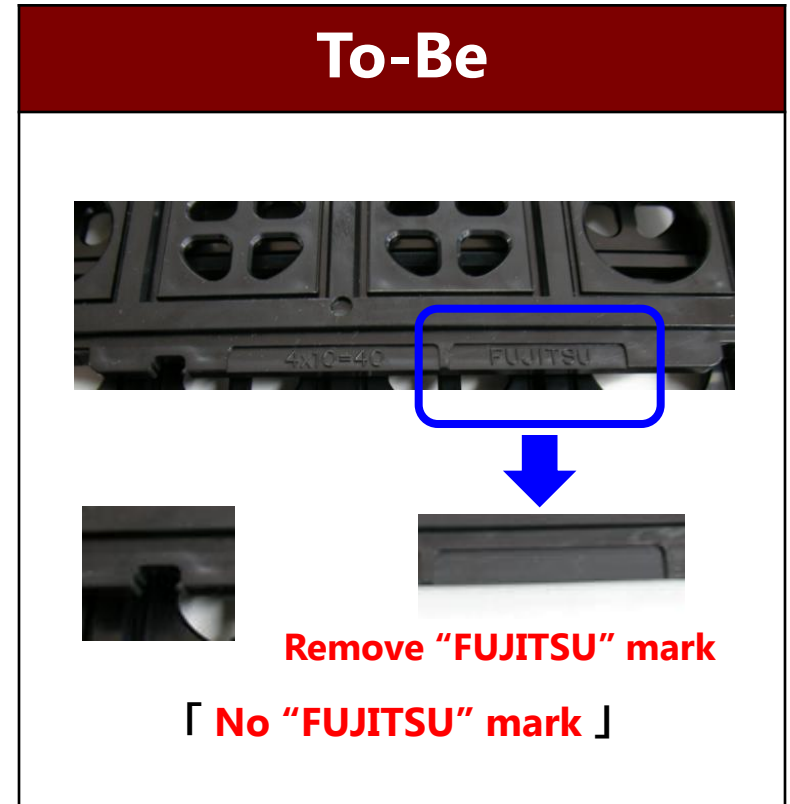 To-Be
4x10=40 FUJITSU
Remove “FUJITSU” mark
「 No “FUJITSU” mark 」